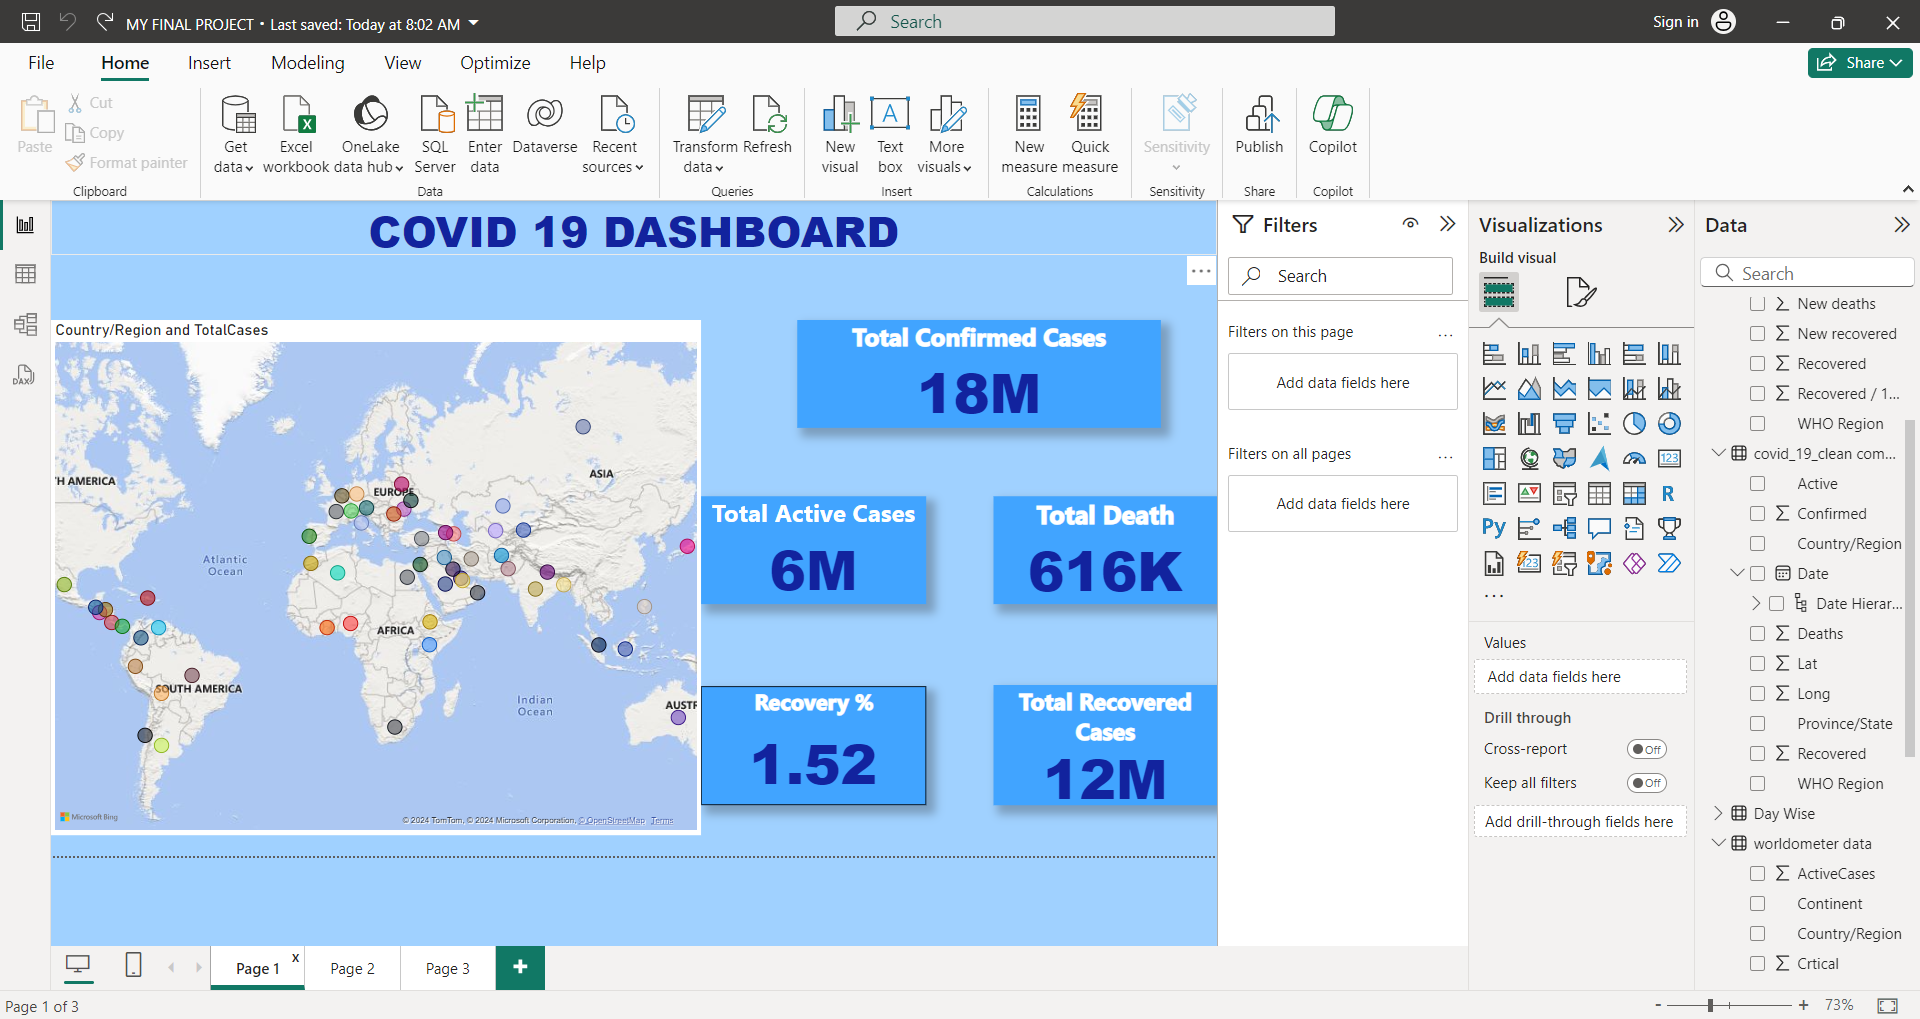 MY FINAL PROJECT • Last saved: Today at 8:02 AM
Search
Sign in
File
Home
Insert
Modeling
View
Optimize
Help
Share
Paste
Cut
Copy
Format painter
Clipboard
Get data
Excel workbook
OneLake data hub
SQL Server
Enter data
Dataverse
Recent sources
Data
Transform data
Refresh
Queries
New visual
Text box
More visuals
Insert
New measure
Quick measure
Calculations
Sensitivity
Sensitivity
Publish
Share
Copilot
Copilot
COVID 19 DASHBOARD
Country/Region and TotalCases
H AMERICA
EUROPE
ASIA
Atlantic
Ocean
AFRICA
SOUTH AMERICA
Indian
Ocean
AUSTR
Microsoft Bing
© 2024 TomTom, © 2024 Microsoft Corporation, © OpenStreetMap Terms
Total Confirmed Cases
18M
Total Active Cases
6M
Total Death
616K
Recovery %
1.52
Total Recovered
Cases
12M
Filters
Search
Filters on this page
Add data fields here
Filters on all pages
Add data fields here
Visualizations
Build visual
123
R
Py
123
Values
Add data fields here
Drill through
Cross-report
Off
Keep all filters
Off
Add drill-through fields here
Data
Search
New deaths
New recovered
Recovered
Recovered / 1...
WHO Region
covid_19_clean com...
Active
Confirmed
Country/Region
Date
Date Hierar...
Deaths
Lat
Long
Province/State
Recovered
WHO Region
Day Wise
worldometer data
ActiveCases
Continent
Country/Region
Crtical
DAX
Page 1
x
Page 2
Page 3
+
Page 1 of 3
- + 73%